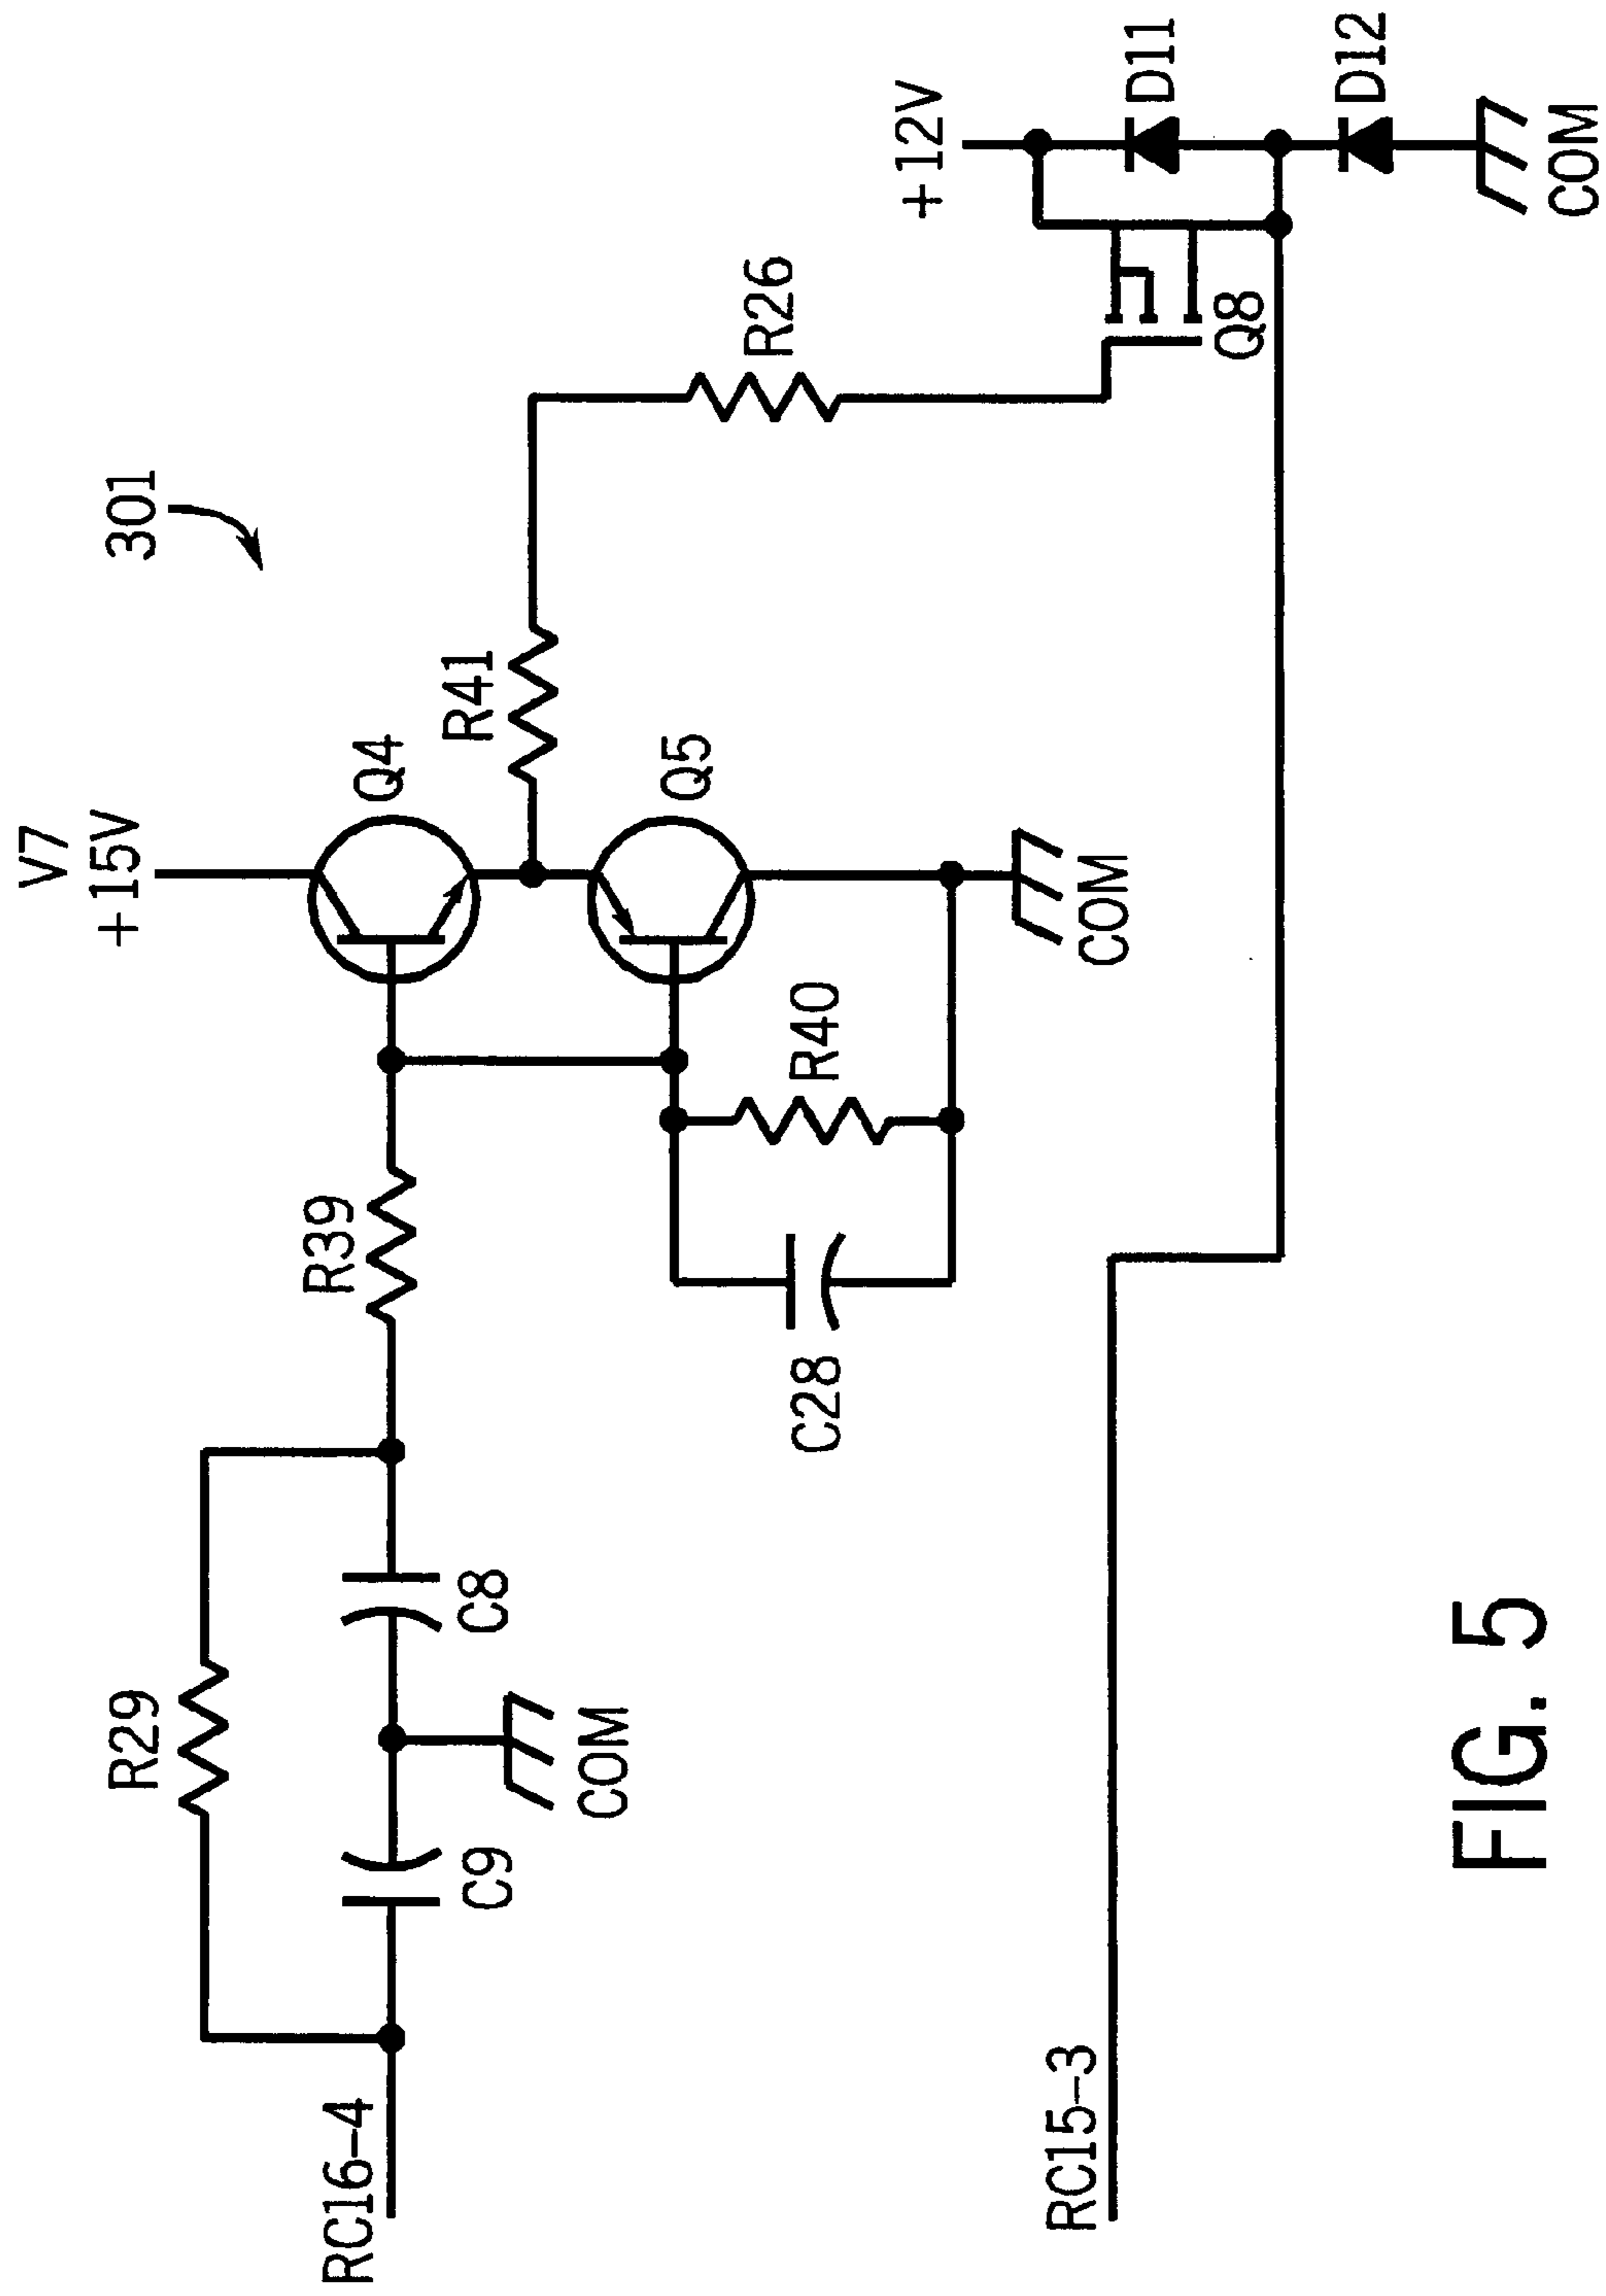 V7
+15V
301
Q4
R41
R26
+12V
D11
D12
Q8
COM
Q5
R29
R39
C9
C8
COM
R40
C28
COM
RC16-4
RC15-3
FIG. 5